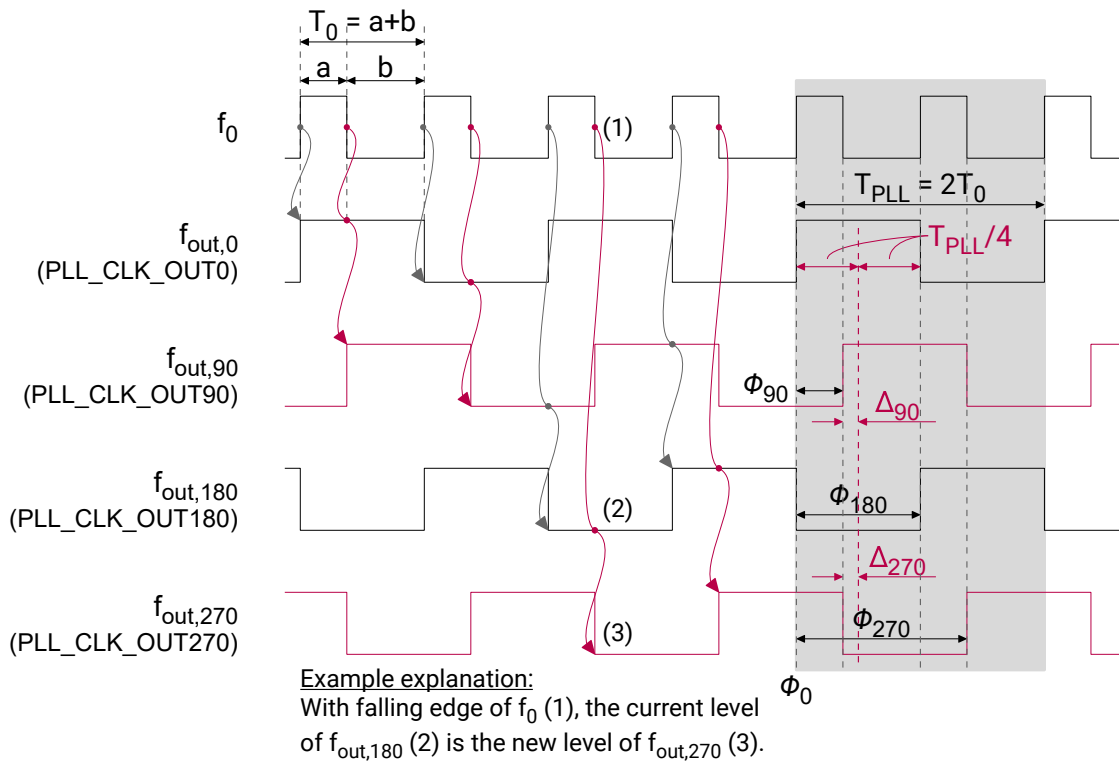 T0 = a+b
a b
f0
(1)
TPLL = 2T0
fout,0
(PLL_CLK_OUT0)
TPLL/4
fout,90
(PLL_CLK_OUT90)
Φ90
Δ90
fout,180
(PLL_CLK_OUT180)
(2)
Φ180
Δ270
fout,270
(PLL_CLK_OUT270)
(3)
Φ270
Example explanation:
Φ0
With falling edge of f0 (1), the current level
of fout,180 (2) is the new level of fout,270 (3).